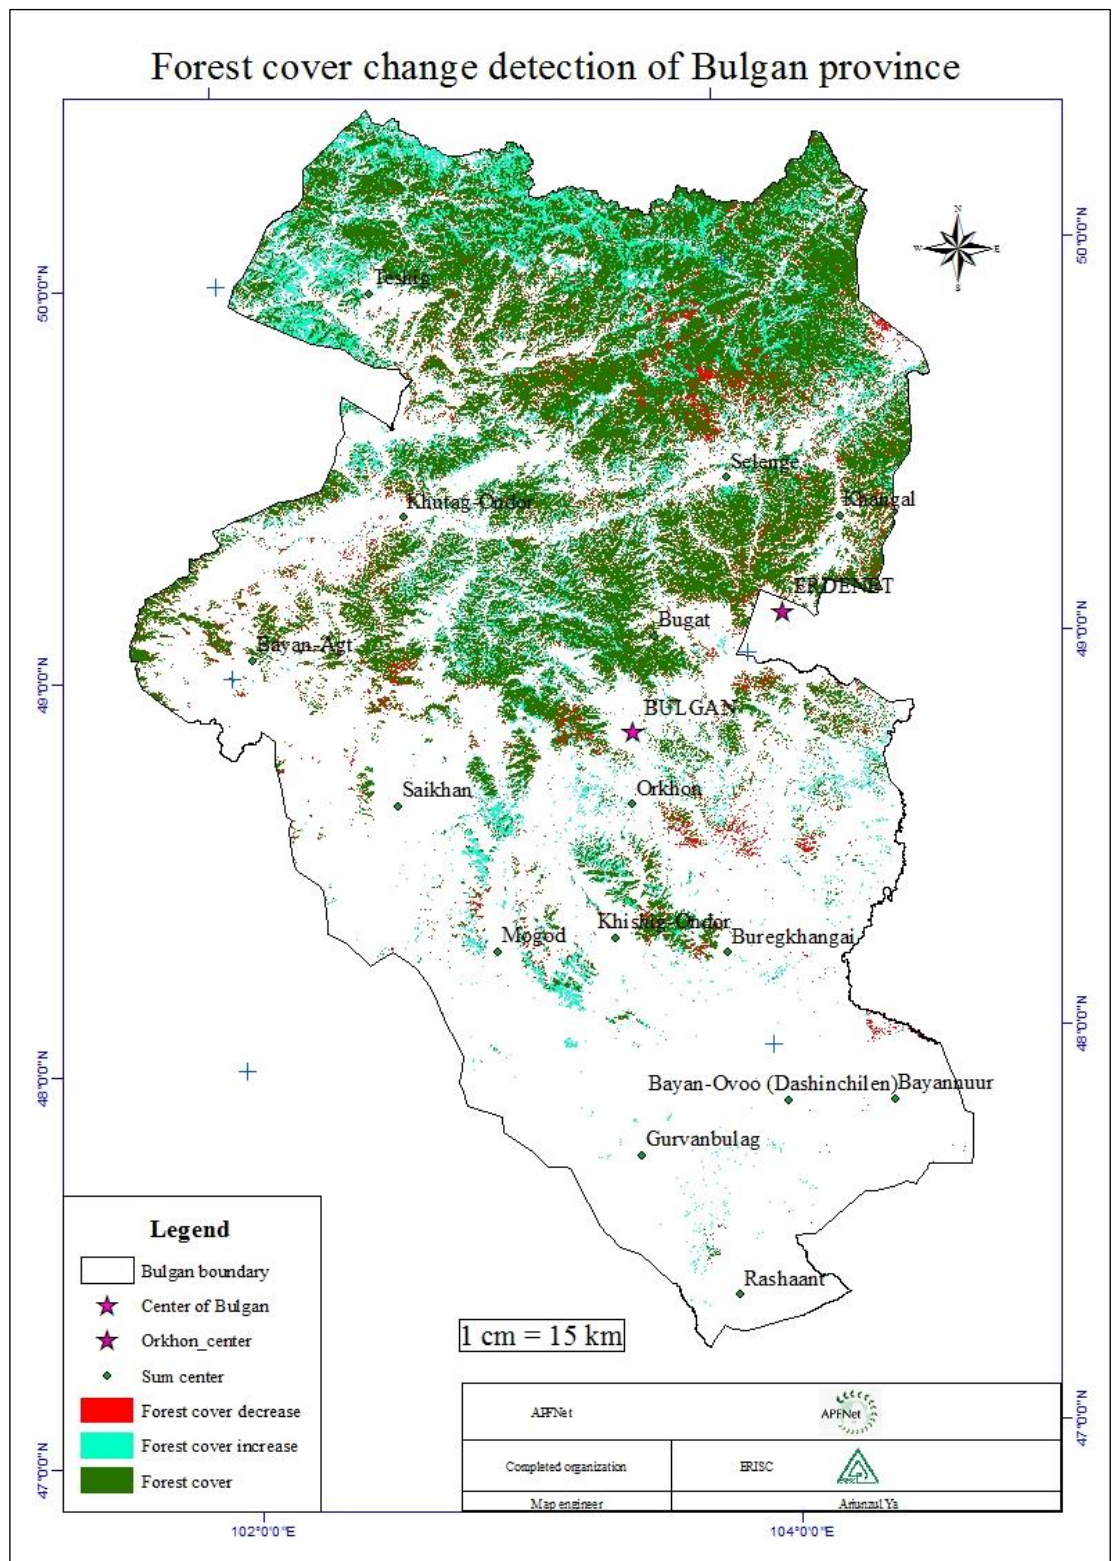 Forest cover change detection of Bulgan province
N
W
E
S
50°0'0"N
50°0'0"N
Teshig
Selenge
Khutag-Ondor
Khangal
ERDENET
Bugat
49°0'0"N
49°0'0"N
Bayan-Agt
BULGAN
Saikhan
Orkhon
Khishig-Ondor
Mogod
Buregkhangai
48°0'0"N
48°0'0"N
Bayan-Ovoo (Dashinchilen)
Bayannuur
Gurvanbulag
Rashaant
Legend
Bulgan boundary
Center of Bulgan
Orkhon_center
Sum center
Forest cover decrease
Forest cover increase
Forest cover
1 cm = 15 km
APFNet
APFNet
Completed organization
ERISC
Map engineer
Ariunzul Ya
47°0'0"N
47°0'0"N
102°0'0"E
104°0'0"E